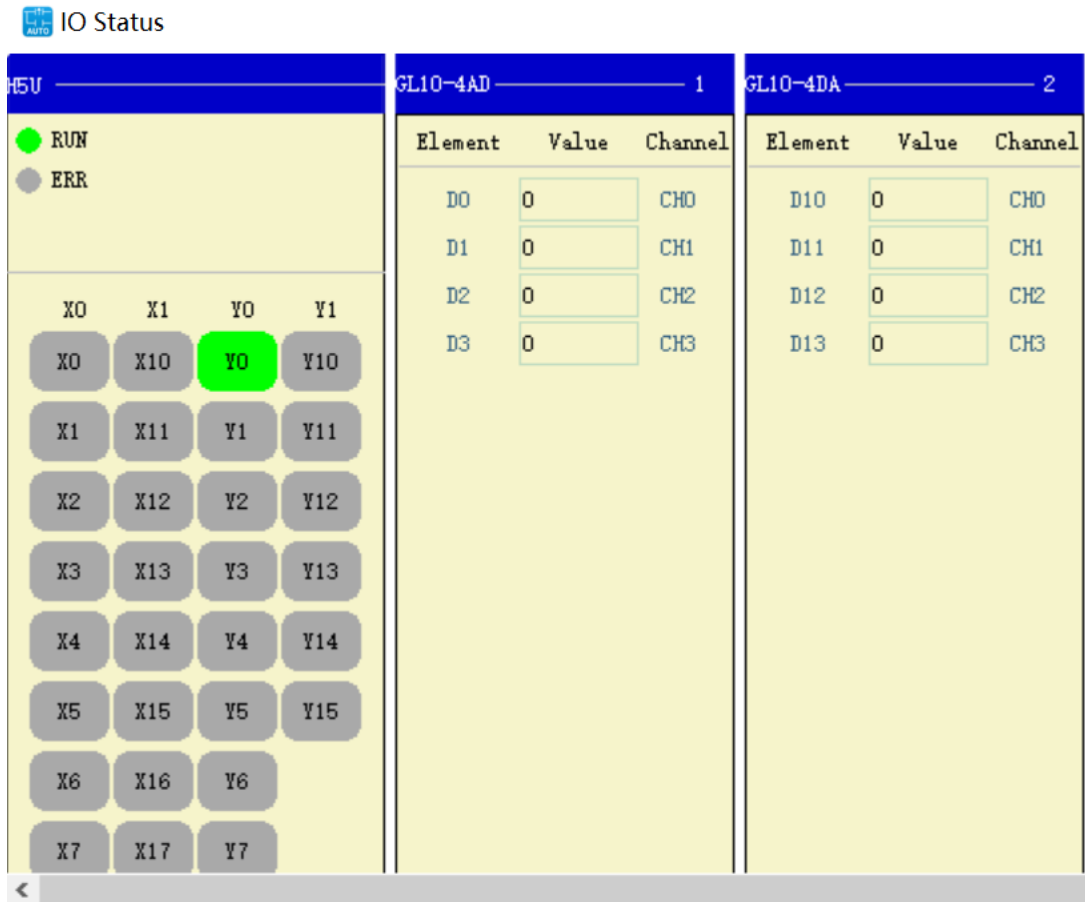 AUTO IO Status
H5U
RUN
ERR
X0 X1 Y0 Y1
X0 X10 Y0 Y10
X1 X11 Y1 Y11
X2 X12 Y2 Y12
X3 X13 Y3 Y13
X4 X14 Y4 Y14
X5 X15 Y5 Y15
X6 X16 Y6
X7 X17 Y7
GL10-4AD 1
Element Value Channel
D0 0 CH0
D1 0 CH1
D2 0 CH2
D3 0 CH3
GL10-4DA 2
Element Value Channel
D10 0 CH0
D11 0 CH1
D12 0 CH2
D13 0 CH3